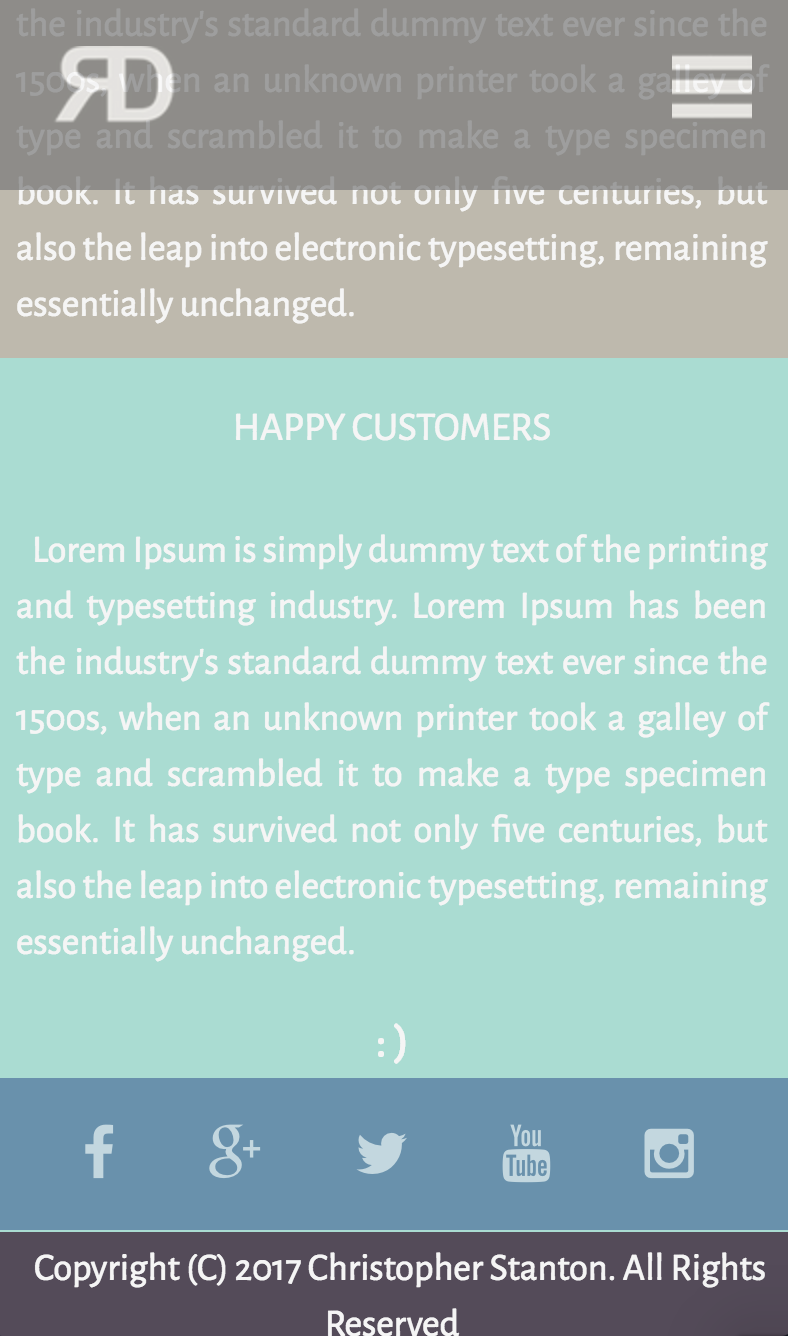 the industry's standard dummy text ever since the
1500s, when an unknown printer took a galley of
type and scrambled it to make a type specimen
book. It has survived not only five centuries, but
also the leap into electronic typesetting, remaining
essentially unchanged.
HAPPY CUSTOMERS
Lorem Ipsum is simply dummy text of the printing
and typesetting industry. Lorem Ipsum has been
the industry's standard dummy text ever since the
1500s, when an unknown printer took a galley of
type and scrambled it to make a type specimen
book. It has survived not only five centuries, but
also the leap into electronic typesetting, remaining
essentially unchanged.
: )
f g+ You
Tube
Copyright (C) 2017 Christopher Stanton. All Rights
Reserved